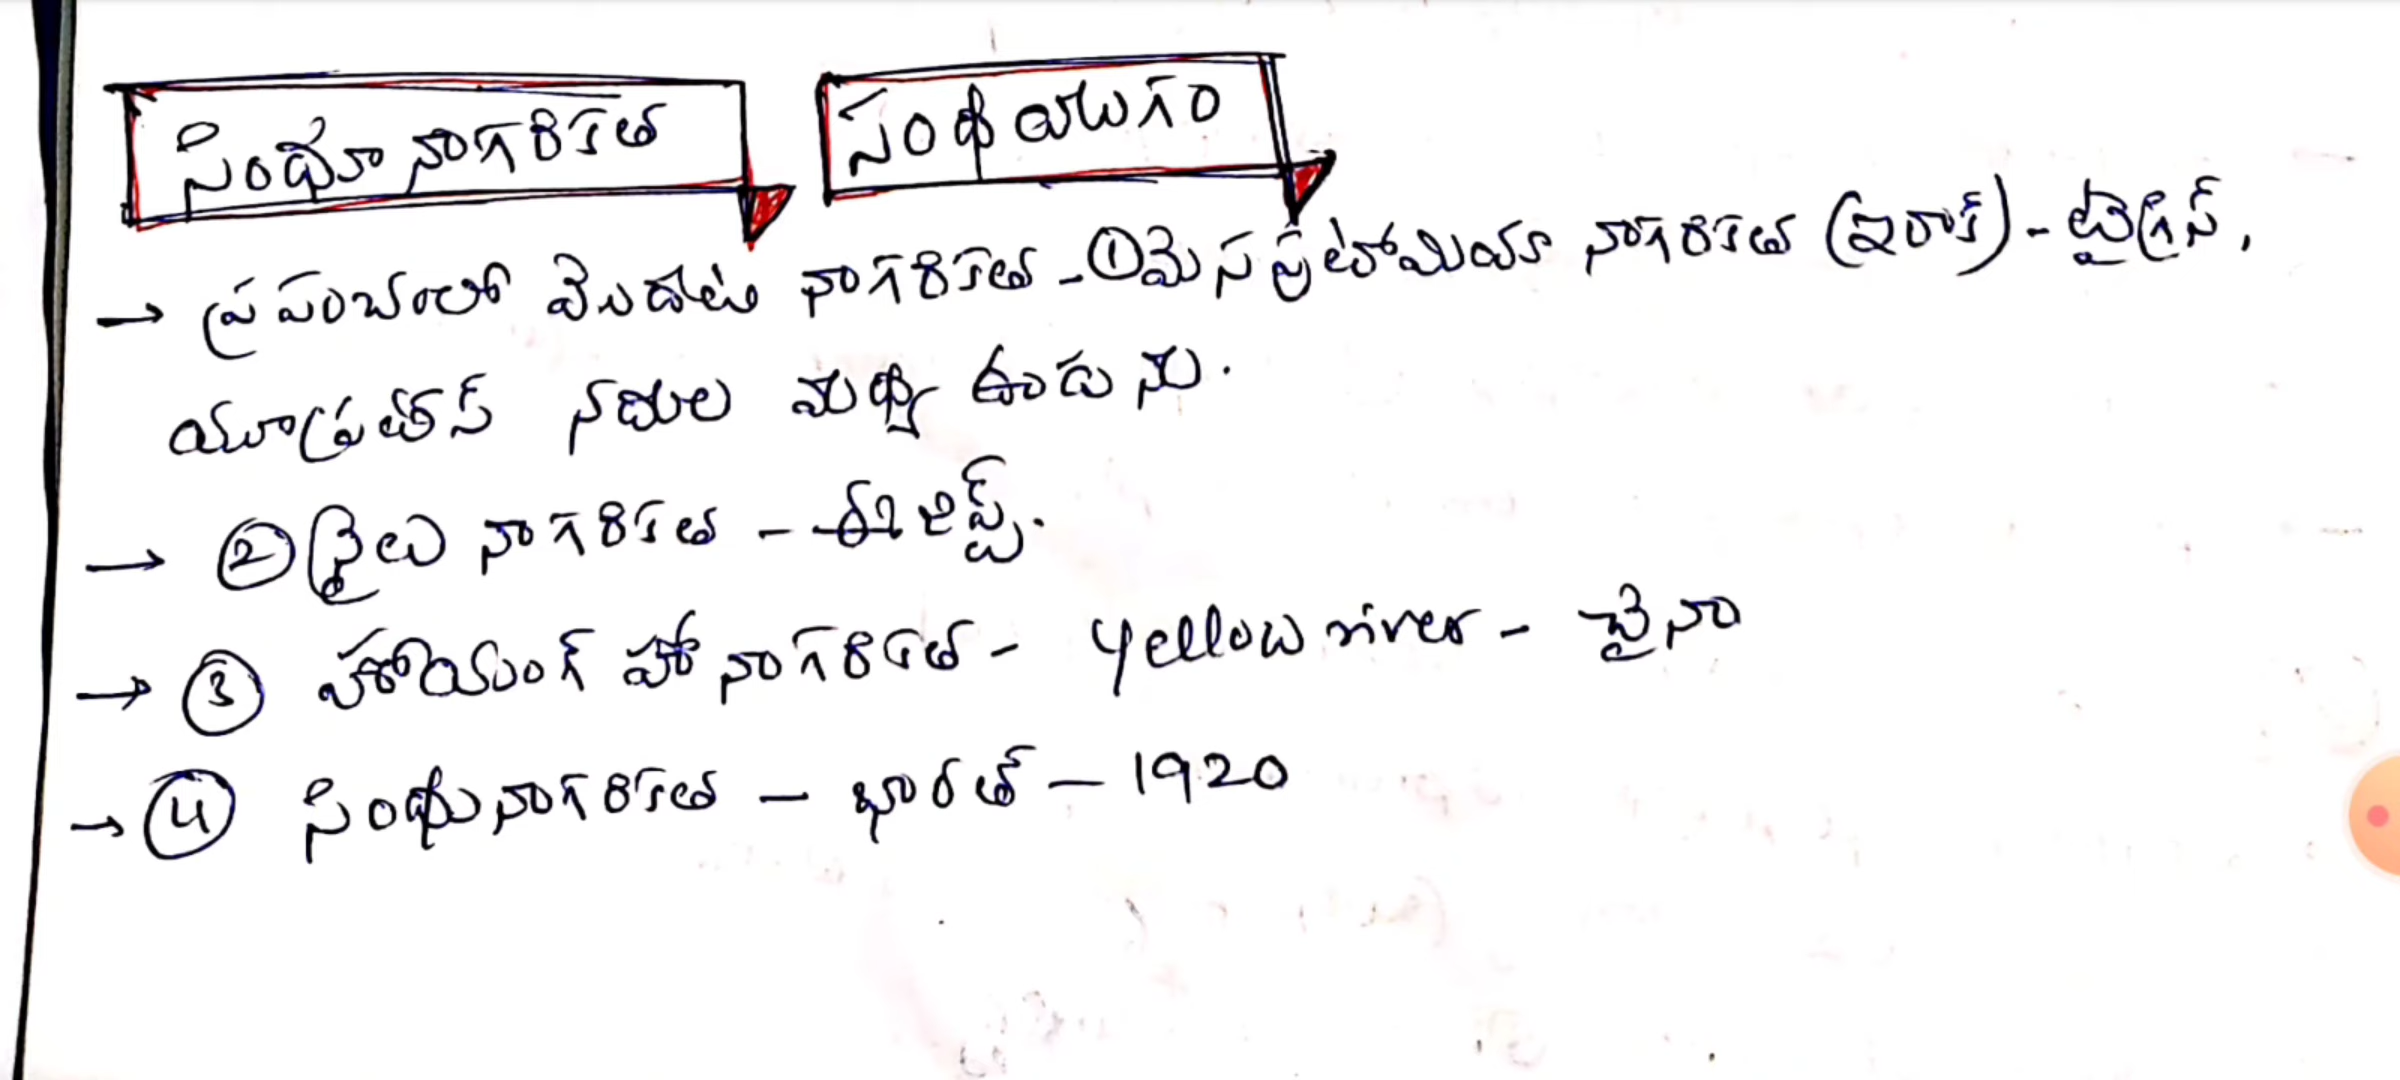 సింధూ నాగరికత సంధియుగం
→ ప్రపంచంలో మొదటి నాగరికత - ① మెసపుటోమియా నాగరికత (ఇరాక్) - టైగ్రిస్,
యూప్రటిస్ నదుల మధ్య ఉండును.
→ ② నైలు నాగరికత - ఈజిప్ట్.
→ ③ హోయాంగ్ హో నాగరికత - Yellow river - చైనా
→ ④ సింధు నాగరికత - భారత్ - 1920